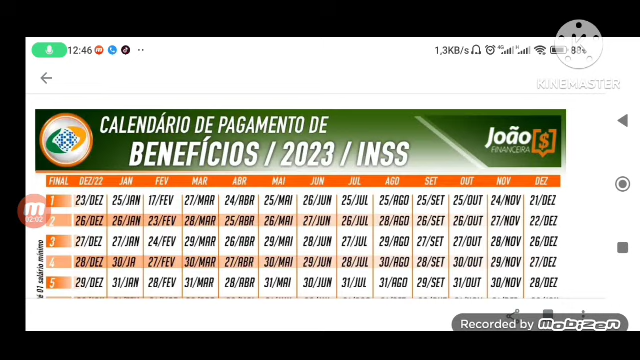 12:46 1,3KB/s 4G 88%
KINEMASTER
CALENDÁRIO DE PAGAMENTO DE
BENEFÍCIOS / 2023 / INSS
João
FINANCEIRA
FINAL DEZ/22 JAN FEV MAR ABR MAI JUN JUL AGO SET OUT NOV DEZ
1 23/DEZ 25/JAN 17/FEV 27/MAR 24/ABR 25/MAI 26/JUN 25/JUL 25/AGO 25/SET 25/OUT 24/NOV 21/DEZ
2 26/DEZ 26/JAN 23/FEV 28/MAR 25/ABR 26/MAI 27/JUN 26/JUL 28/AGO 26/SET 26/OUT 27/NOV 22/DEZ
3 27/DEZ 27/JAN 24/FEV 29/MAR 26/ABR 29/MAI 28/JUN 27/JUL 29/AGO 27/SET 27/OUT 28/NOV 26/DEZ
4 28/DEZ 30/JA 27/FEV 30/MAR 27/ABR 30/MAI 29/JUN 28/JUL 30/AGO 28/SET 30/OUT 29/NOV 27/DEZ
5 29/DEZ 31/JAN 28/FEV 31/MAR 28/ABR 31/MAI 30/JUN 31/JUL 31/AGO 29/SET 31/OUT 30/NOV 28/DEZ
01 salário mínimo
02:02
Recorded by Mobizen